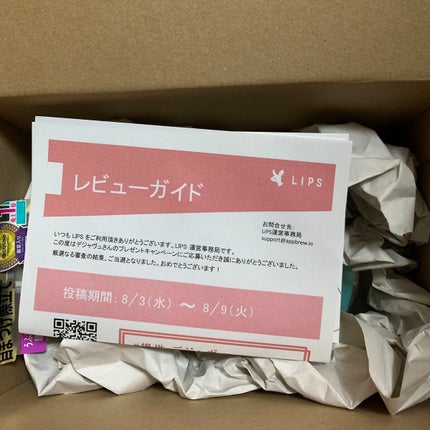 レビューガイド
LIPS
お問合せ先:
LIPS運営事務局
support@appbrew.io
いつも LIPS をご利用頂きありがとうございます。LIPS 運営事務局です。
この度はデジャヴュさんのプレゼントキャンペーンにご応募いただき誠にありがとうございました。
厳選なる審査の結果、ご当選となりました。おめでとうございます！
投稿期間：8/3(水) 〜 8/9(火)